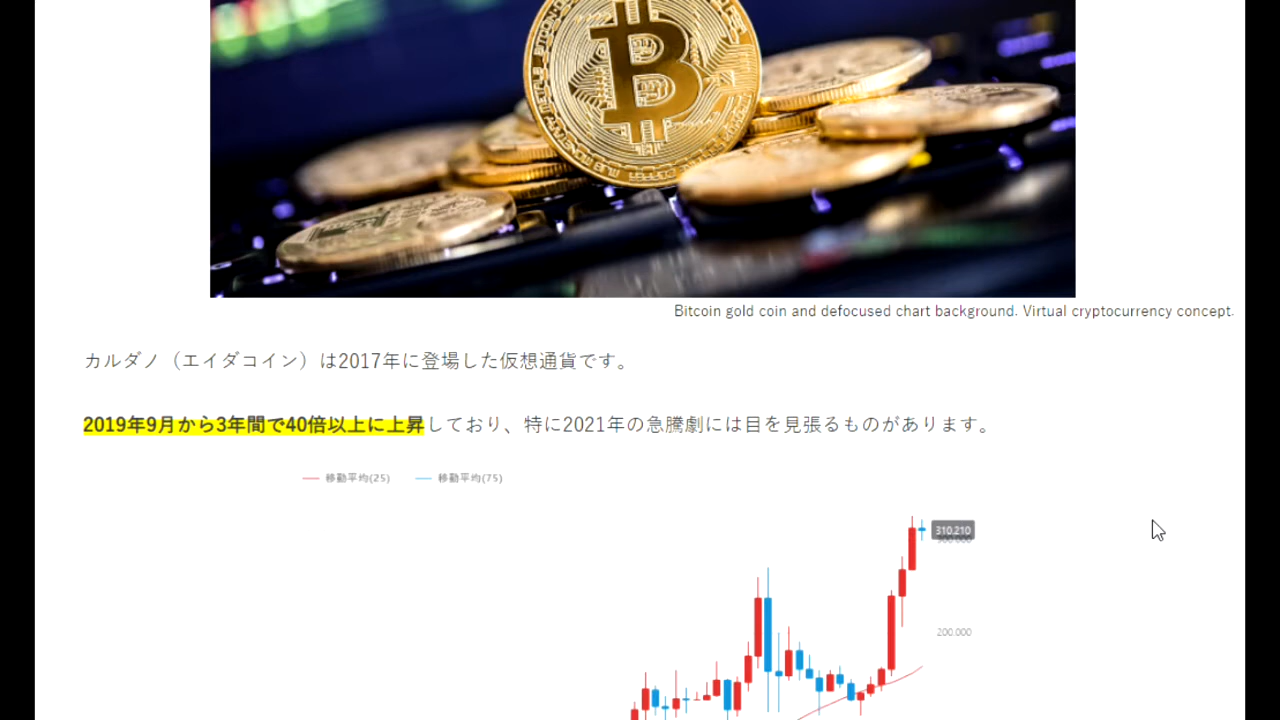 Bitcoin gold coin and defocused chart background. Virtual cryptocurrency concept.
カルダノ（エイダコイン）は2017年に登場した仮想通貨です。
2019年9月から3年間で40倍以上に上昇しており、特に2021年の急騰劇には目を見張るものがあります。
移動平均(25) 移動平均(75)
310.210
200.000